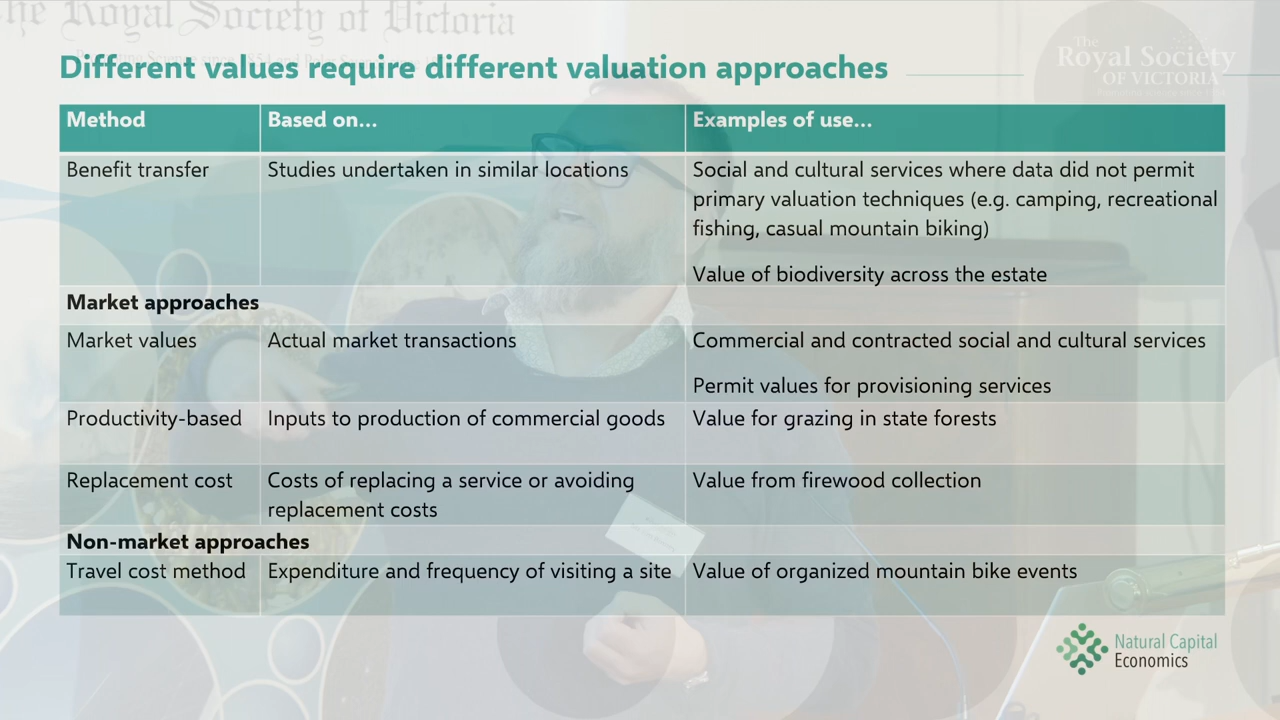 The Royal Society of Victoria
Different values require different valuation approaches
The
Royal Society
OF VICTORIA
Method
Based on...
Examples of use...
Benefit transfer
Studies undertaken in similar locations
Social and cultural services where data did not permit
primary valuation techniques (e.g. camping, recreational
fishing, casual mountain biking)
Value of biodiversity across the estate
Market approaches
Market values
Actual market transactions
Commercial and contracted social and cultural services
Permit values for provisioning services
Productivity-based
Inputs to production of commercial goods
Value for grazing in state forests
Replacement cost
Costs of replacing a service or avoiding
replacement costs
Value from firewood collection
Non-market approaches
Travel cost method
Expenditure and frequency of visiting a site
Value of organized mountain bike events
Natural Capital
Economics